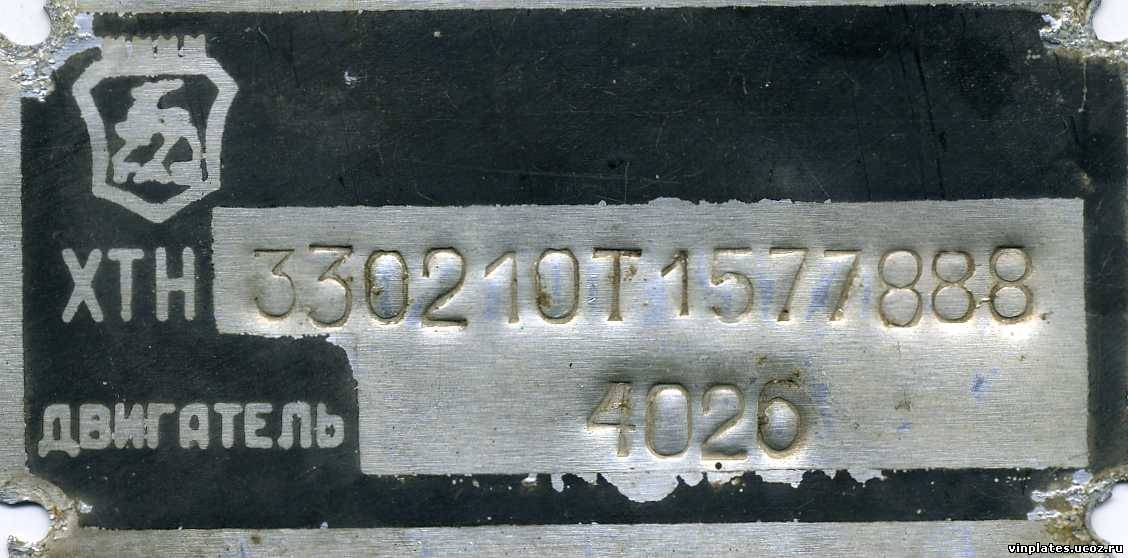 ХТН 330210Т1577888
ДВИГАТЕЛЬ 4026
vinplates.ucoz.ru